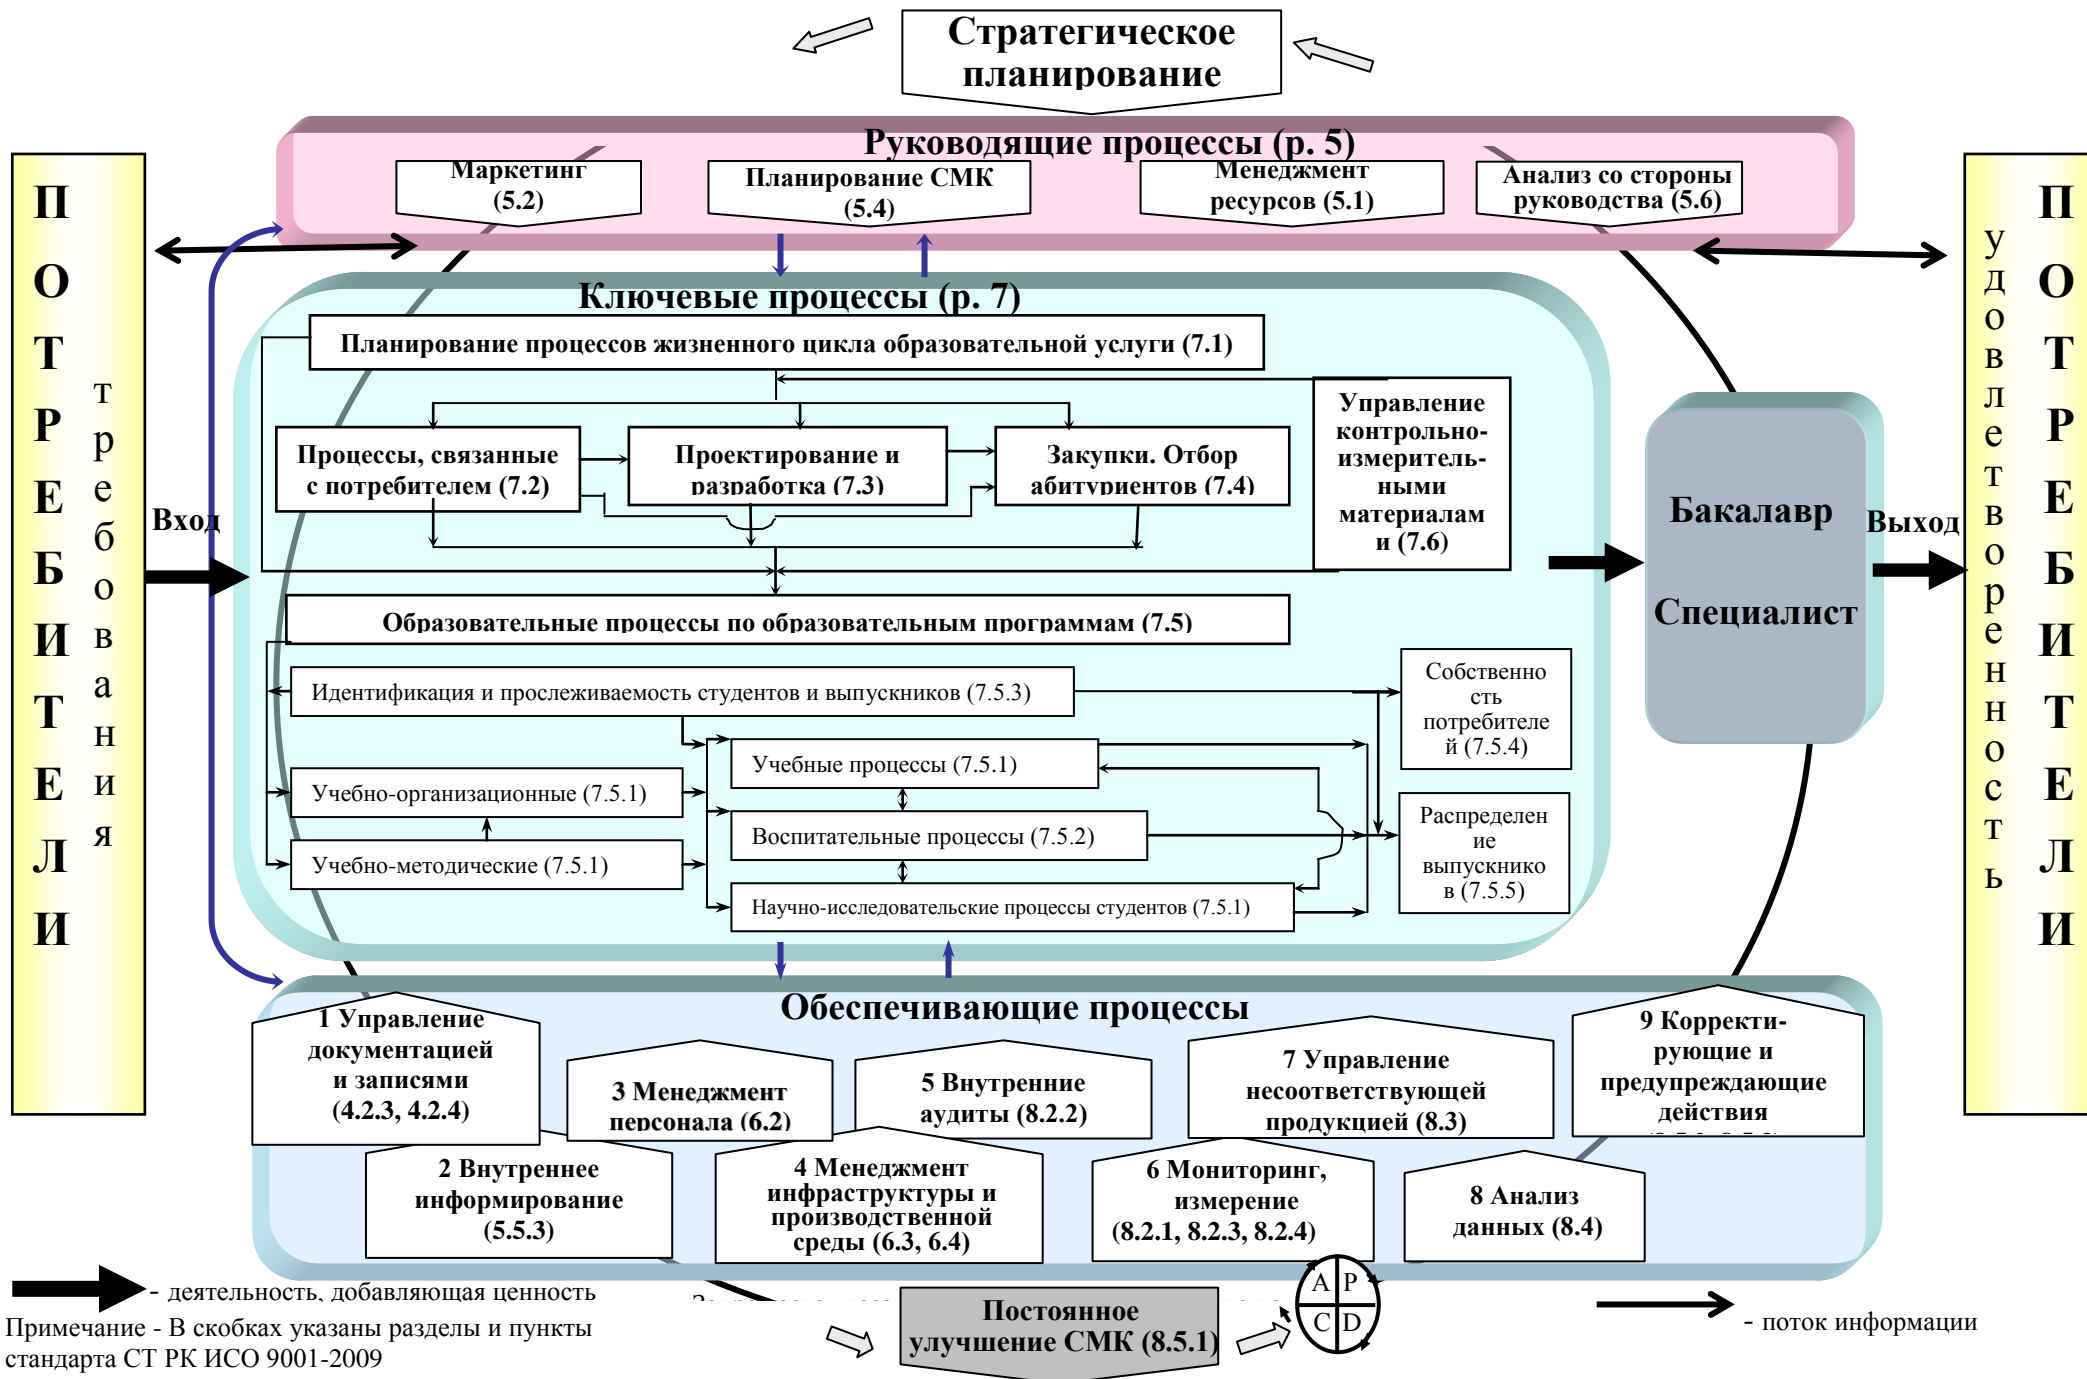 Стратегическое
планирование
Руководящие процессы (р. 5)
Маркетинг
(5.2)
Планирование СМК
(5.4)
Менеджмент
ресурсов (5.1)
Анализ со стороны
руководства (5.6)
ПОТРЕБИТЕЛИ
требования
Вход
Ключевые процессы (р. 7)
Планирование процессов жизненного цикла образовательной услуги (7.1)
Процессы, связанные
с потребителем (7.2)
Проектирование и
разработка (7.3)
Закупки. Отбор
абитуриентов (7.4)
Управление
контрольно-
измеритель-
ными
материалам
и (7.6)
Образовательные процессы по образовательным программам (7.5)
Идентификация и прослеживаемость студентов и выпускников (7.5.3)
Собственно
сть
потребителе
й (7.5.4)
Учебные процессы (7.5.1)
Учебно-организационные (7.5.1)
Воспитательные процессы (7.5.2)
Учебно-методические (7.5.1)
Научно-исследовательские процессы студентов (7.5.1)
Распределен
ие
выпускнико
в (7.5.5)
Бакалавр
Специалист
Выход
удовлетворенность
ПОТРЕБИТЕЛИ
Обеспечивающие процессы
1 Управление
документацией
и записями
(4.2.3, 4.2.4)
2 Внутреннее
информирование
(5.5.3)
3 Менеджмент
персонала (6.2)
4 Менеджмент
инфраструктуры и
производственной
среды (6.3, 6.4)
5 Внутренние
аудиты (8.2.2)
6 Мониторинг,
измерение
(8.2.1, 8.2.3, 8.2.4)
7 Управление
несоответствующей
продукцией (8.3)
8 Анализ
данных (8.4)
9 Корректи-
рующие и
предупреждающие
действия
- деятельность, добавляющая ценность
Примечание - В скобках указаны разделы и пункты
стандарта СТ РК ИСО 9001-2009
Постоянное
улучшение СМК (8.5.1)
A P
C D
- поток информации